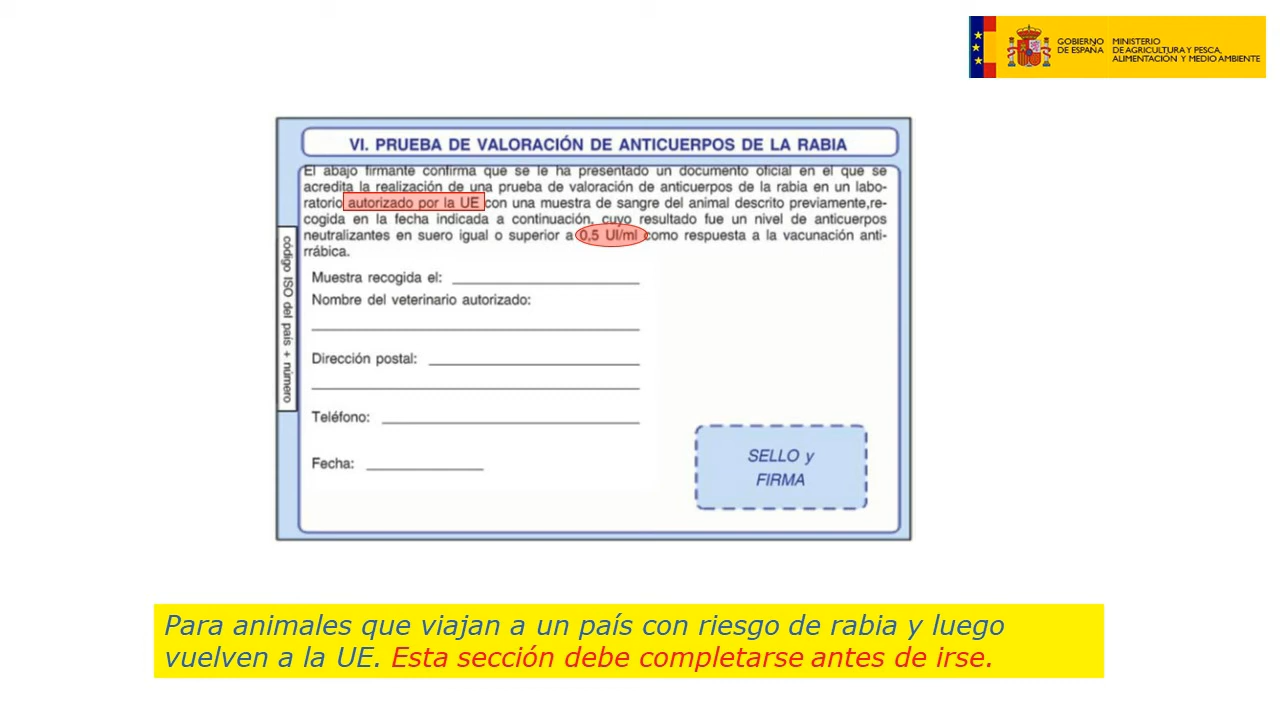 GOBIERNO
DE ESPAÑA
MINISTERIO
DE AGRICULTURA Y PESCA,
ALIMENTACIÓN Y MEDIO AMBIENTE
VI. PRUEBA DE VALORACIÓN DE ANTICUERPOS DE LA RABIA
El abajo firmante confirma que se le ha presentado un documento oficial en el que se
acredita la realización de una prueba de valoración de anticuerpos de la rabia en un labo-
ratorio autorizado por la UE con una muestra de sangre del animal descrito previamente,re-
cogida en la fecha indicada a continuación, cuyo resultado fue un nivel de anticuerpos
neutralizantes en suero igual o superior a 0,5 UI/ml como respuesta a la vacunación anti-
rrábica.
código ISO del país + número
Muestra recogida el:
Nombre del veterinario autorizado:
Dirección postal:
Teléfono:
Fecha:
SELLO y
FIRMA
Para animales que viajan a un país con riesgo de rabia y luego
vuelven a la UE. Esta sección debe completarse antes de irse.